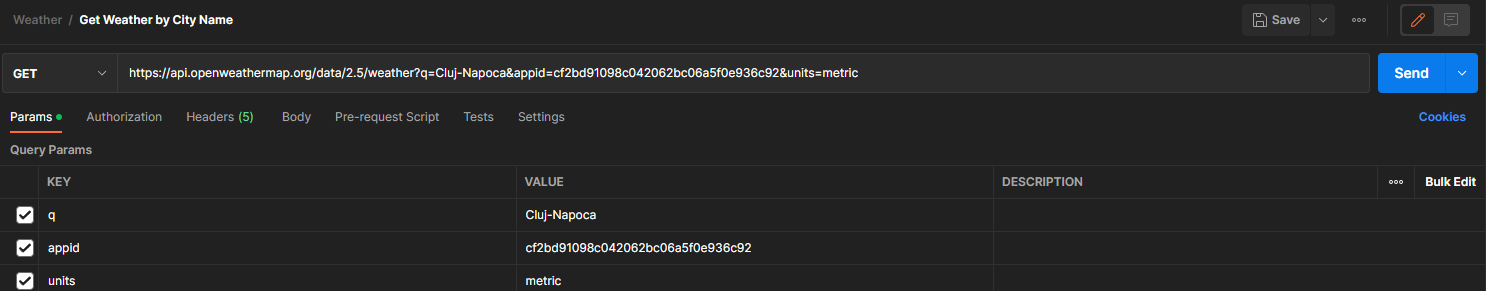 Weather / Get Weather by City Name
Save
GET
https://api.openweathermap.org/data/2.5/weather?q=Cluj-Napoca&appid=cf2bd91098c042062bc06a5f0e936c92&units=metric
Send
Params Authorization Headers (5) Body Pre-request Script Tests Settings Cookies
Query Params
KEY VALUE DESCRIPTION Bulk Edit
q Cluj-Napoca
appid cf2bd91098c042062bc06a5f0e936c92
units metric